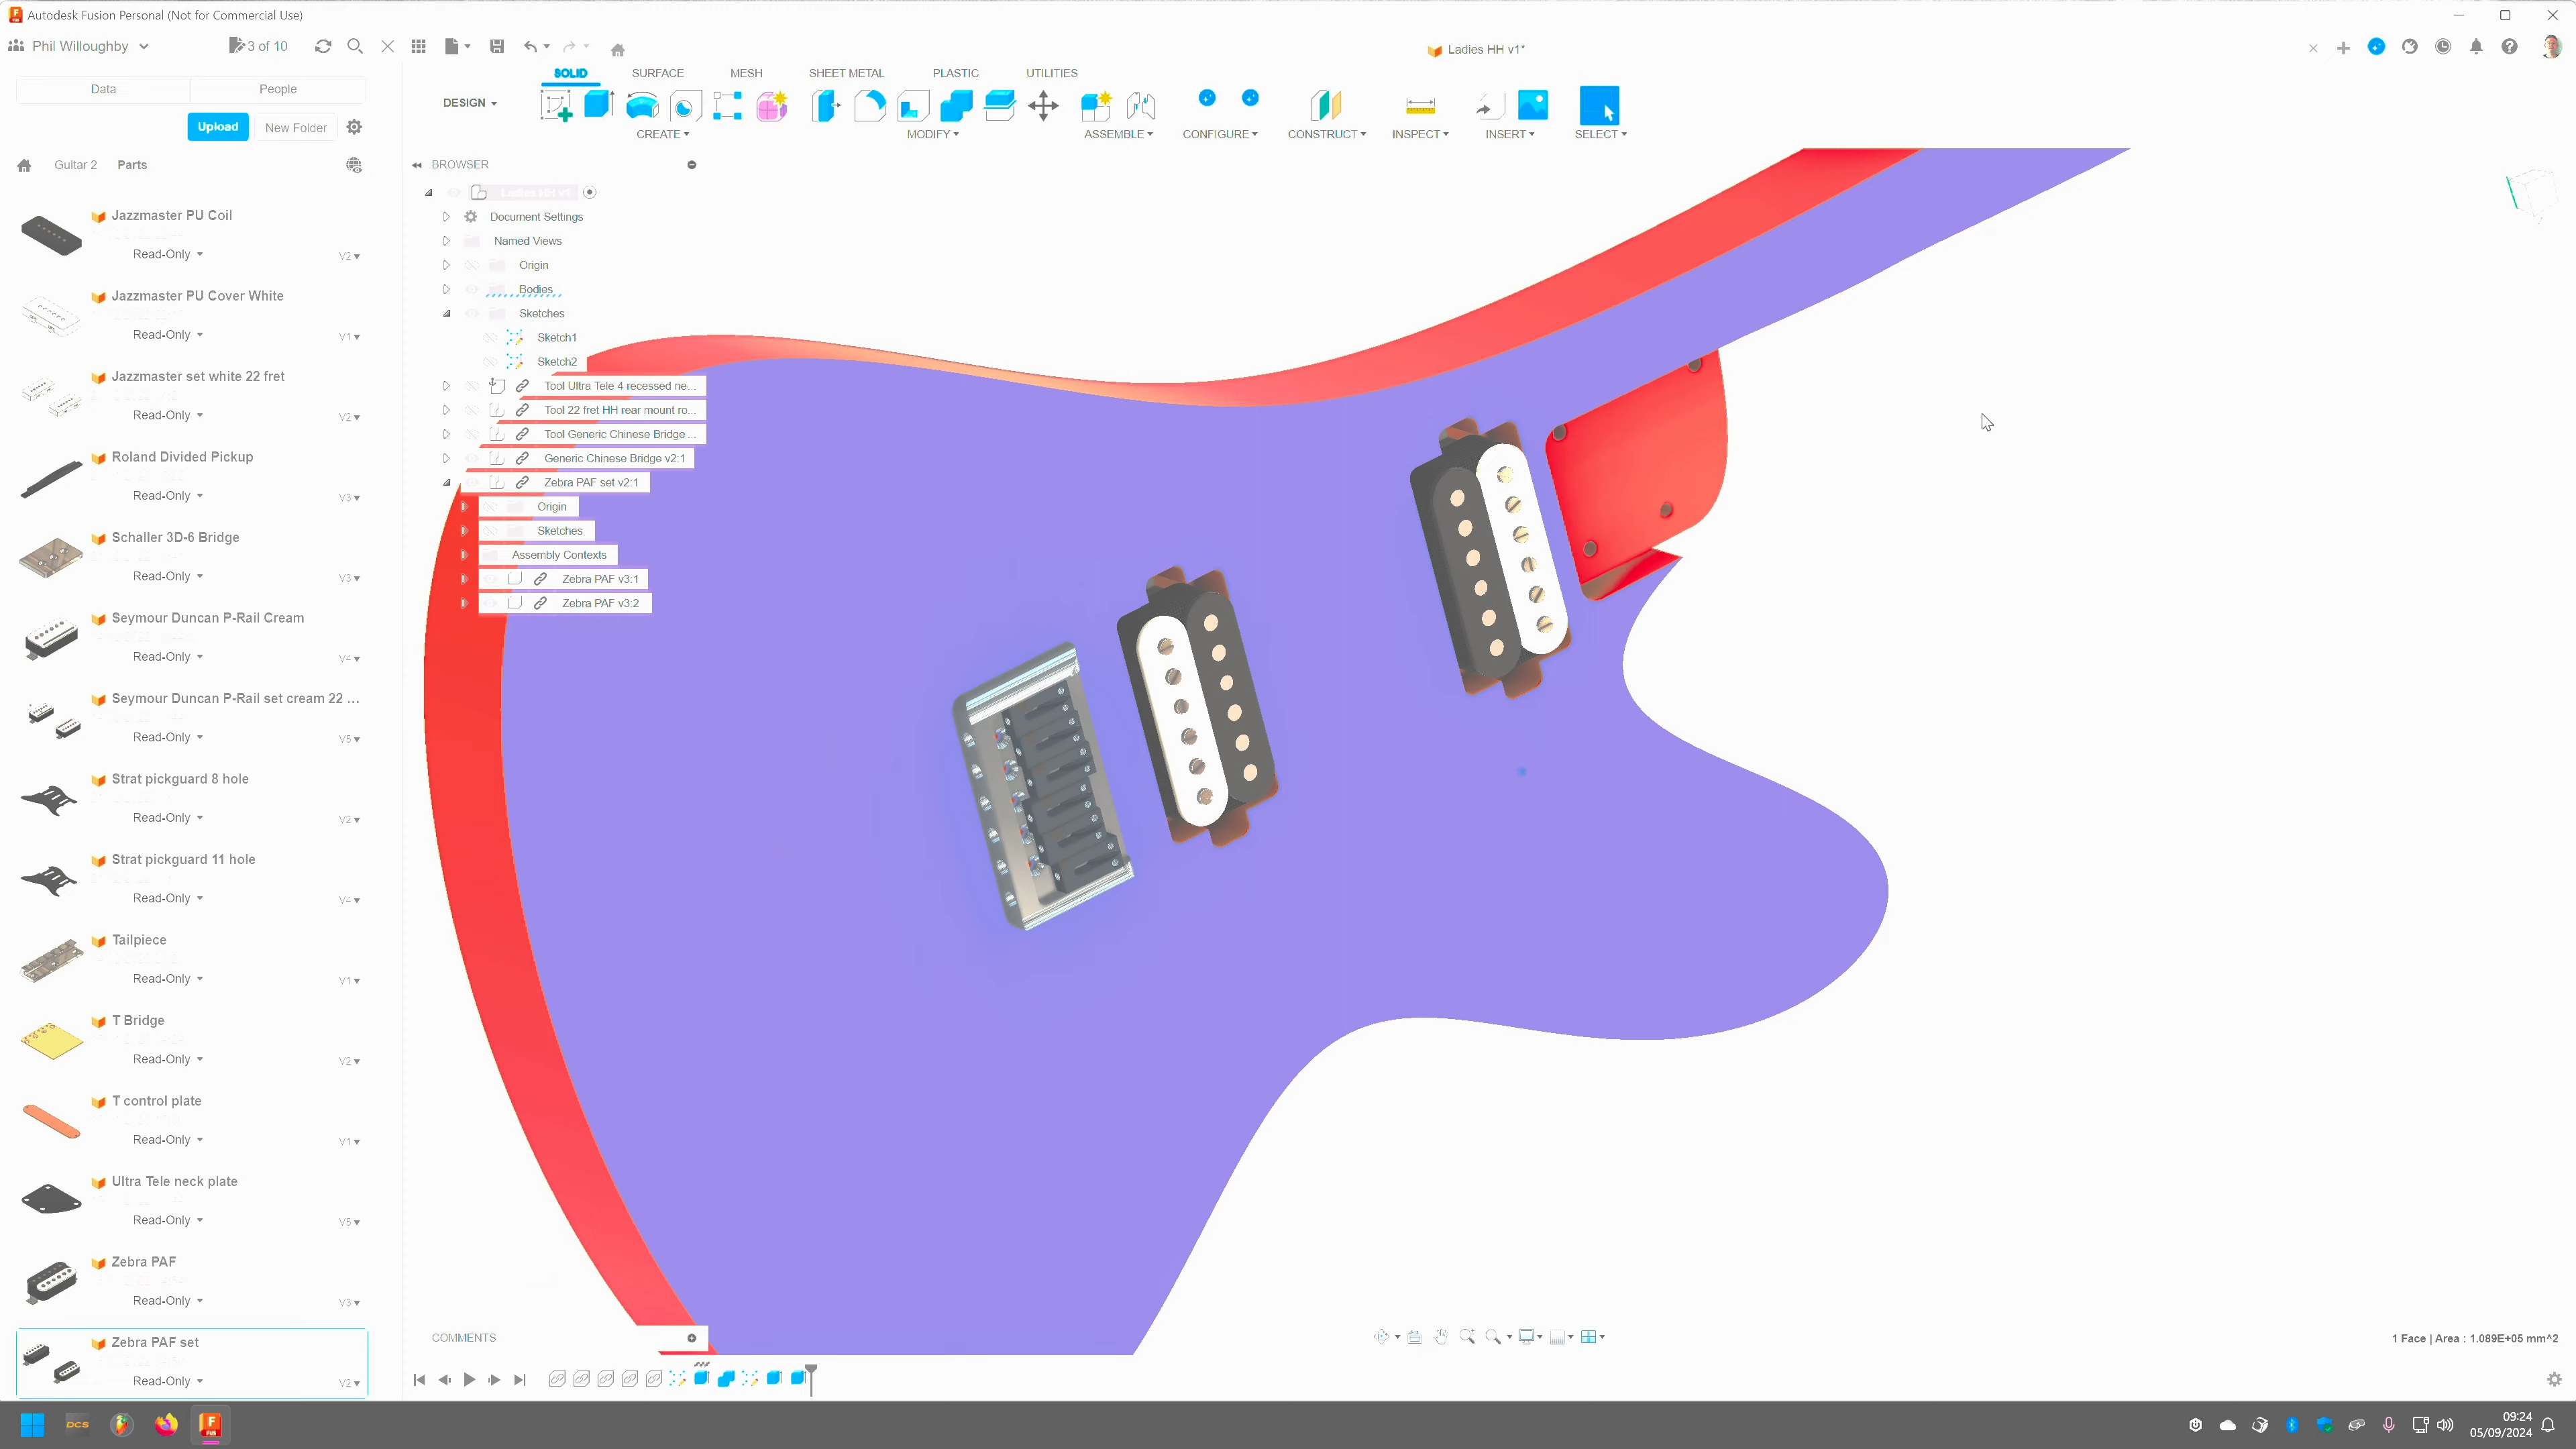 Autodesk Fusion Personal (Not for Commercial Use)
Phil Willoughby
3 of 10
Ladies HH v1*
Data
People
Upload
New Folder
Guitar 2
Parts
Jazzmaster PU Coil
Read-Only
V2
Jazzmaster PU Cover White
Read-Only
V1
Jazzmaster set white 22 fret
Read-Only
V2
Roland Divided Pickup
Read-Only
V3
Schaller 3D-6 Bridge
Read-Only
V3
Seymour Duncan P-Rail Cream
Read-Only
V4
Seymour Duncan P-Rail set cream 22 ...
Read-Only
V5
Strat pickguard 8 hole
Read-Only
V2
Strat pickguard 11 hole
Read-Only
V4
Tailpiece
Read-Only
V1
T Bridge
Read-Only
V2
T control plate
Read-Only
V1
Ultra Tele neck plate
Read-Only
V5
Zebra PAF
Read-Only
V3
Zebra PAF set
Read-Only
V2
DESIGN
SOLID
SURFACE
MESH
SHEET METAL
PLASTIC
UTILITIES
CREATE
MODIFY
ASSEMBLE
CONFIGURE
CONSTRUCT
INSPECT
INSERT
SELECT
BROWSER
Ladies HH v1
Document Settings
Named Views
Origin
Bodies
Sketches
Sketch1
Sketch2
Tool Ultra Tele 4 recessed ne...
Tool 22 fret HH rear mount ro...
Tool Generic Chinese Bridge ...
Generic Chinese Bridge v2:1
Zebra PAF set v2:1
Origin
Sketches
Assembly Contexts
Zebra PAF v3:1
Zebra PAF v3:2
COMMENTS
1 Face | Area : 1.089E+05 mm^2
DCS
F
FUS
09:24
05/09/2024